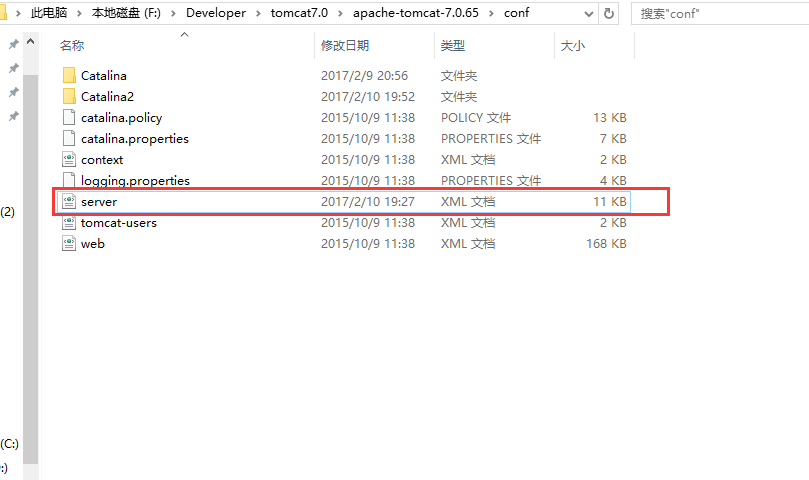 此电脑 › 本地磁盘 (F:) › Developer › tomcat7.0 › apache-tomcat-7.0.65 › conf 搜索"conf"
名称 修改日期 类型 大小
Catalina 2017/2/9 20:56 文件夹
Catalina2 2017/2/10 19:52 文件夹
catalina.policy 2015/10/9 11:38 POLICY 文件 13 KB
catalina.properties 2015/10/9 11:38 PROPERTIES 文件 7 KB
context 2015/10/9 11:38 XML 文档 2 KB
logging.properties 2015/10/9 11:38 PROPERTIES 文件 4 KB
(2) server 2017/2/10 19:27 XML 文档 11 KB
tomcat-users 2015/10/9 11:38 XML 文档 2 KB
web 2015/10/9 11:38 XML 文档 168 KB
(C:)
:)